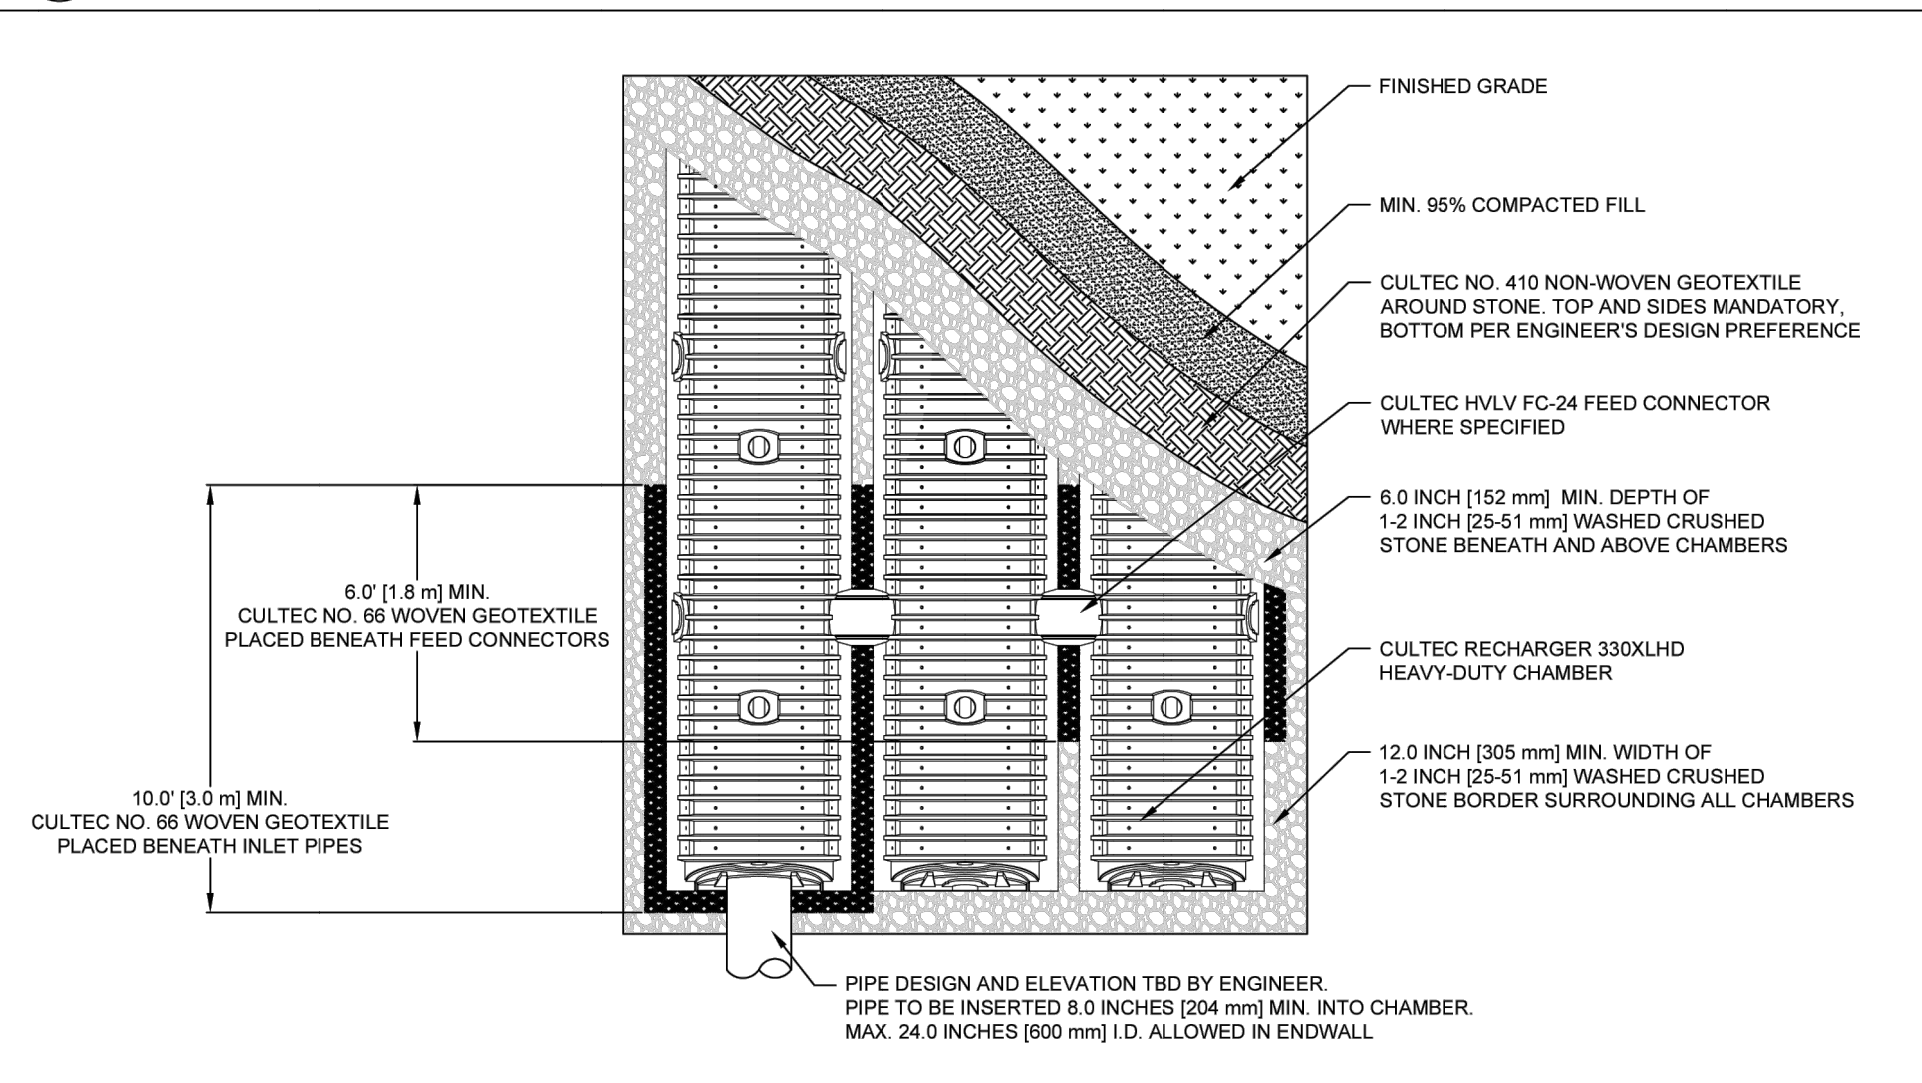 FINISHED GRADE
MIN. 95% COMPACTED FILL
CULTEC NO. 410 NON-WOVEN GEOTEXTILE
AROUND STONE. TOP AND SIDES MANDATORY,
BOTTOM PER ENGINEER'S DESIGN PREFERENCE
CULTEC HVLV FC-24 FEED CONNECTOR
WHERE SPECIFIED
6.0 INCH [152 mm] MIN. DEPTH OF
1-2 INCH [25-51 mm] WASHED CRUSHED
STONE BENEATH AND ABOVE CHAMBERS
6.0' [1.8 m] MIN.
CULTEC NO. 66 WOVEN GEOTEXTILE
PLACED BENEATH FEED CONNECTORS
CULTEC RECHARGER 330XLHD
HEAVY-DUTY CHAMBER
12.0 INCH [305 mm] MIN. WIDTH OF
1-2 INCH [25-51 mm] WASHED CRUSHED
STONE BORDER SURROUNDING ALL CHAMBERS
10.0' [3.0 m] MIN.
CULTEC NO. 66 WOVEN GEOTEXTILE
PLACED BENEATH INLET PIPES
PIPE DESIGN AND ELEVATION TBD BY ENGINEER.
PIPE TO BE INSERTED 8.0 INCHES [204 mm] MIN. INTO CHAMBER.
MAX. 24.0 INCHES [600 mm] I.D. ALLOWED IN ENDWALL